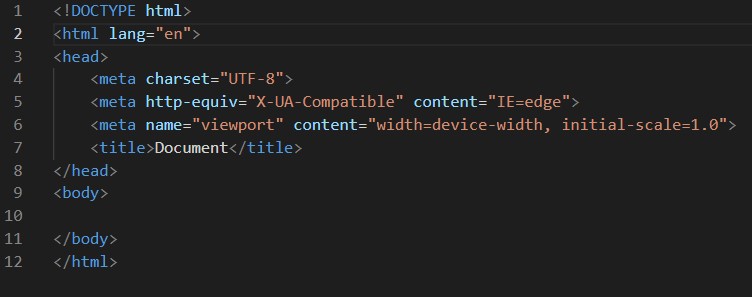 1 <!DOCTYPE html>
2 <html lang="en">
3 <head>
4     <meta charset="UTF-8">
5     <meta http-equiv="X-UA-Compatible" content="IE=edge">
6     <meta name="viewport" content="width=device-width, initial-scale=1.0">
7     <title>Document</title>
8 </head>
9 <body>
10
11 </body>
12 </html>